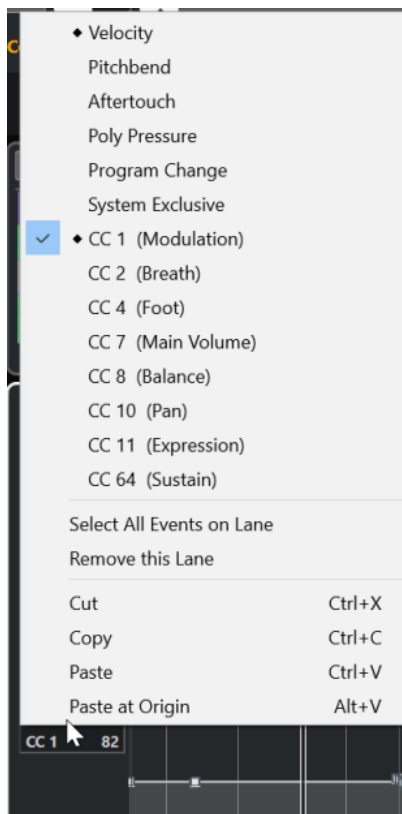 ◆ Velocity
Pitchbend
Aftertouch
Poly Pressure
Program Change
System Exclusive
✓ ◆ CC 1 (Modulation)
CC 2 (Breath)
CC 4 (Foot)
CC 7 (Main Volume)
CC 8 (Balance)
CC 10 (Pan)
CC 11 (Expression)
CC 64 (Sustain)
Select All Events on Lane
Remove this Lane
Cut Ctrl+X
Copy Ctrl+C
Paste Ctrl+V
Paste at Origin Alt+V
CC 1 82